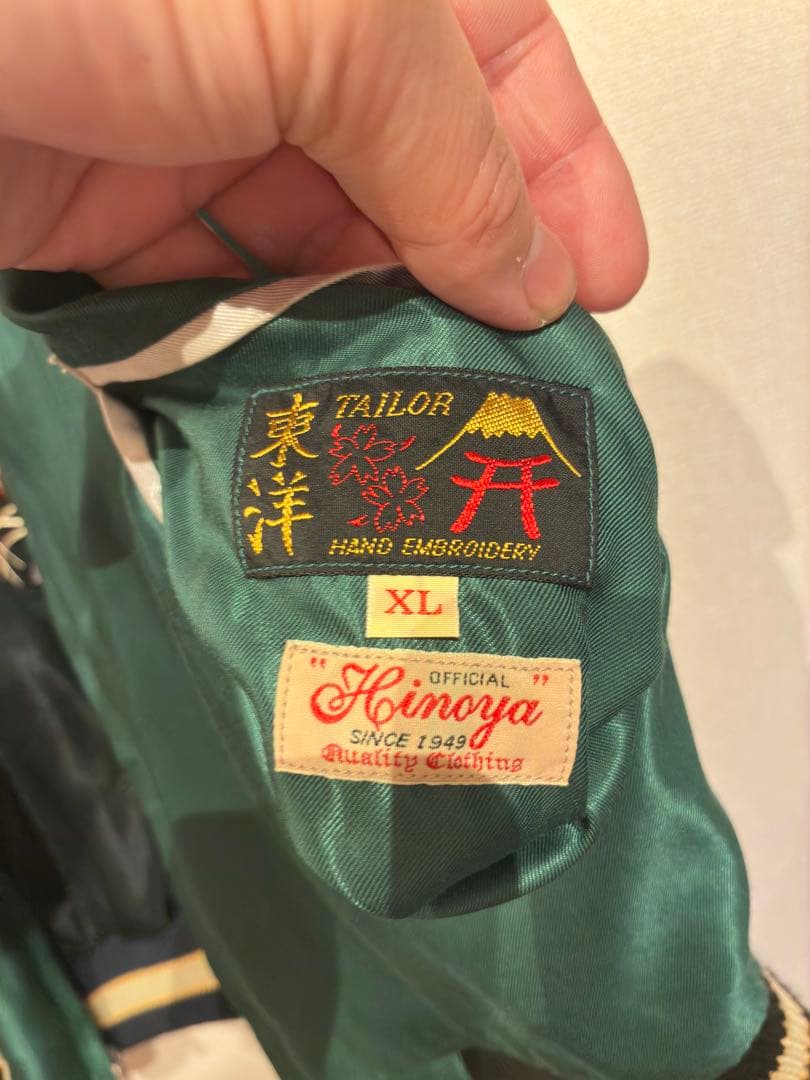 東洋
TAILOR
HAND EMBROIDERY
XL
"Hinoya"
OFFICIAL
SINCE 1949
Quality Clothing